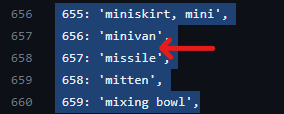 656 655: 'miniskirt, mini',
657 656: 'minivan',
658 657: 'missile',
659 658: 'mitten',
660 659: 'mixing bowl',